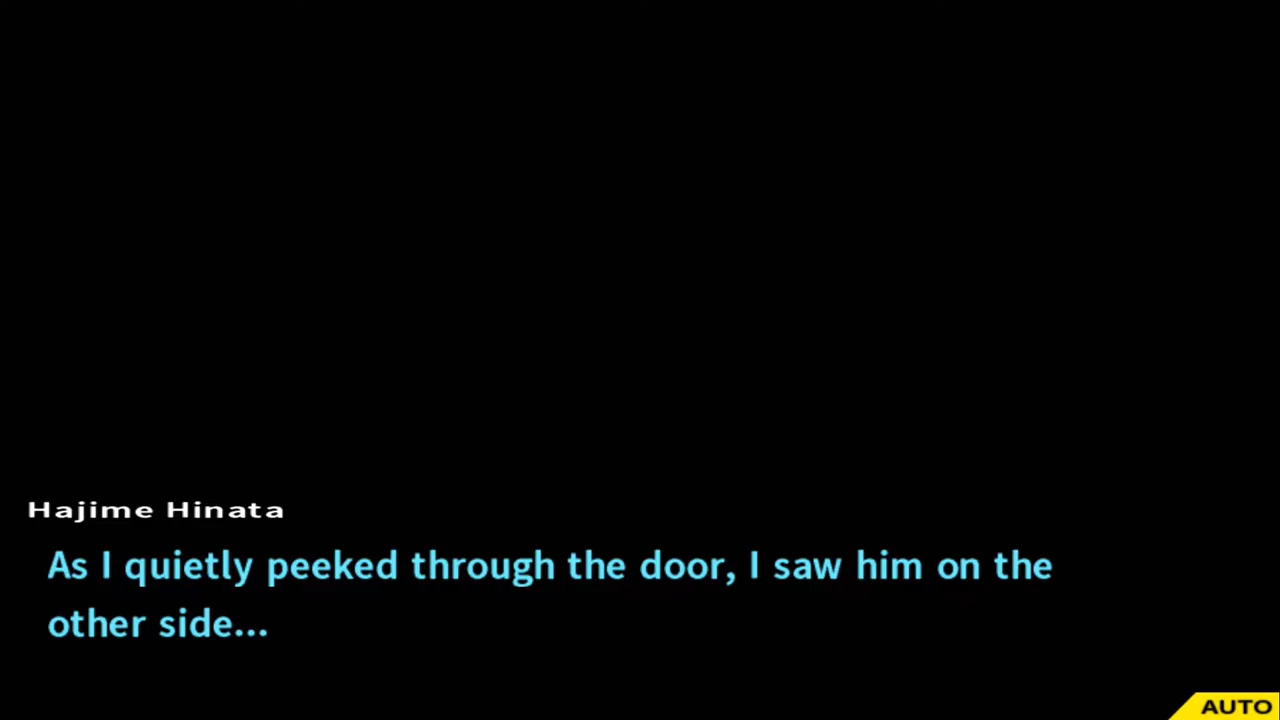 Hajime Hinata
As I quietly peeked through the door, I saw him on the
other side...
AUTO